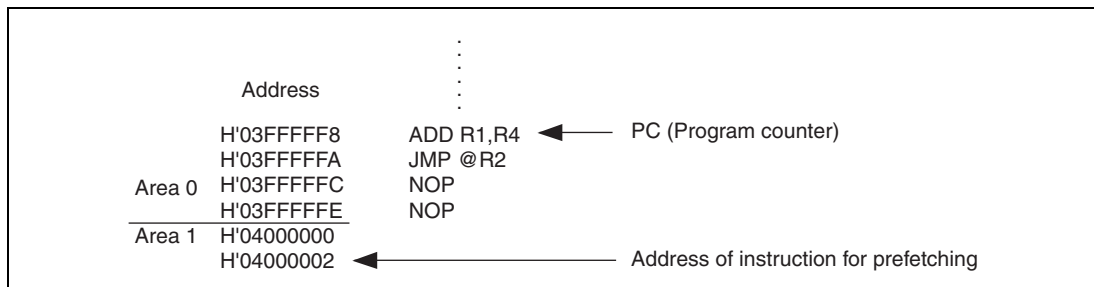 Address
H'03FFFFF8 ADD R1,R4 PC (Program counter)
H'03FFFFFA JMP @R2
Area 0 H'03FFFFFC NOP
H'03FFFFFE NOP
Area 1 H'04000000
H'04000002 Address of instruction for prefetching